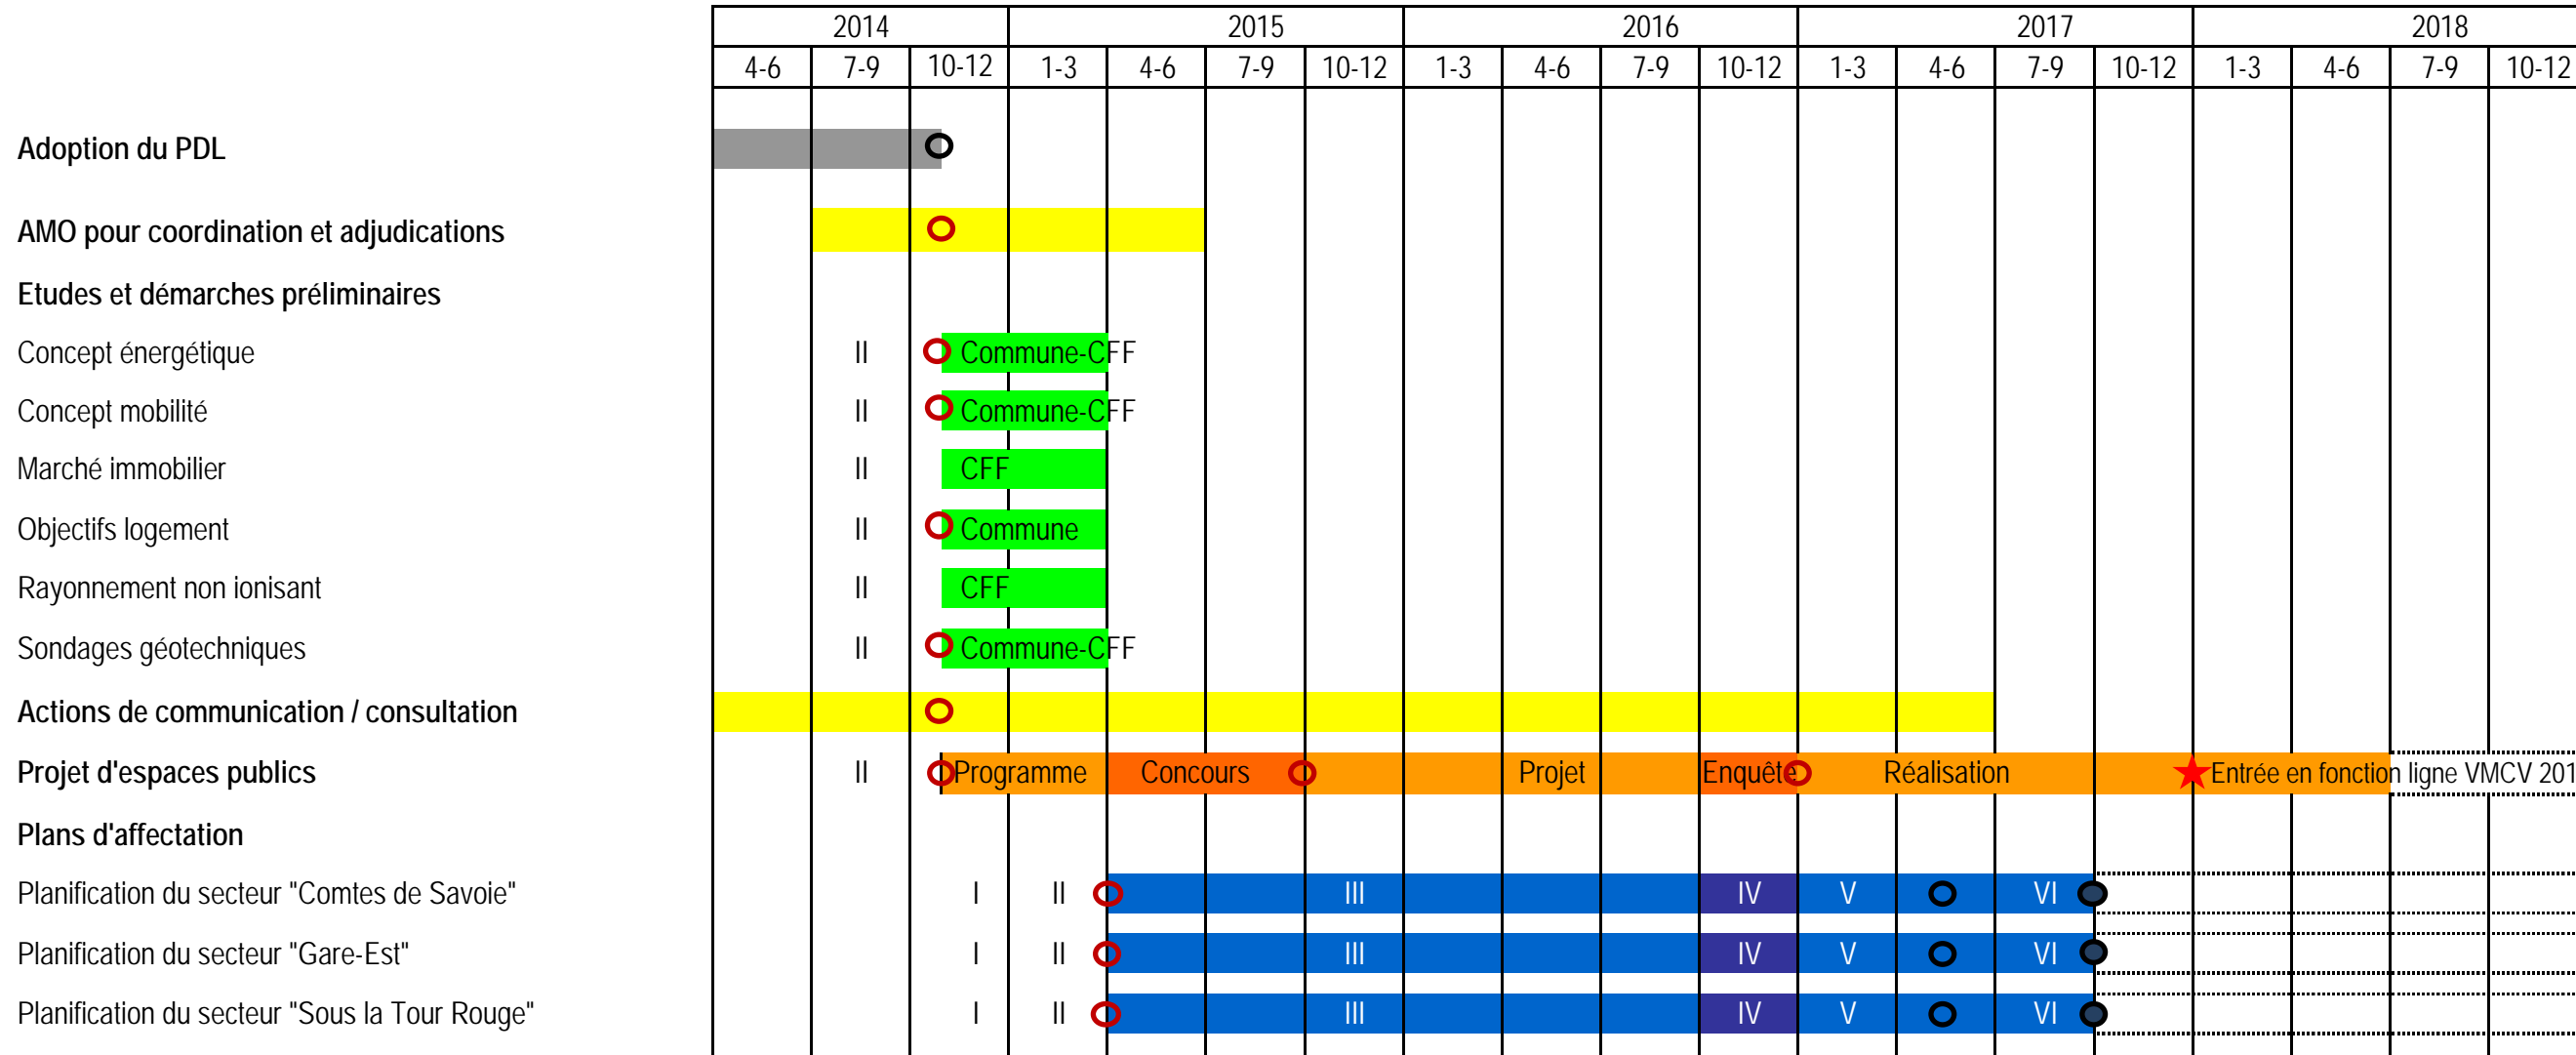 2014 2015 2016 2017 2018
4-6 7-9 10-12 1-3 4-6 7-9 10-12 1-3 4-6 7-9 10-12 1-3 4-6 7-9 10-12 1-3 4-6 7-9 10-12
Adoption du PDL
AMO pour coordination et adjudications
Etudes et démarches préliminaires
Concept énergétique II Commune-CFF
Concept mobilité II Commune-CFF
Marché immobilier II CFF
Objectifs logement II Commune
Rayonnement non ionisant II CFF
Sondages géotechniques II Commune-CFF
Actions de communication / consultation
Projet d'espaces publics II Programme Concours Projet Enquête Réalisation Entrée en fonction ligne VMCV 201
Plans d'affectation
Planification du secteur "Comtes de Savoie" I II III IV V VI
Planification du secteur "Gare-Est" I II III IV V VI
Planification du secteur "Sous la Tour Rouge" I II III IV V VI